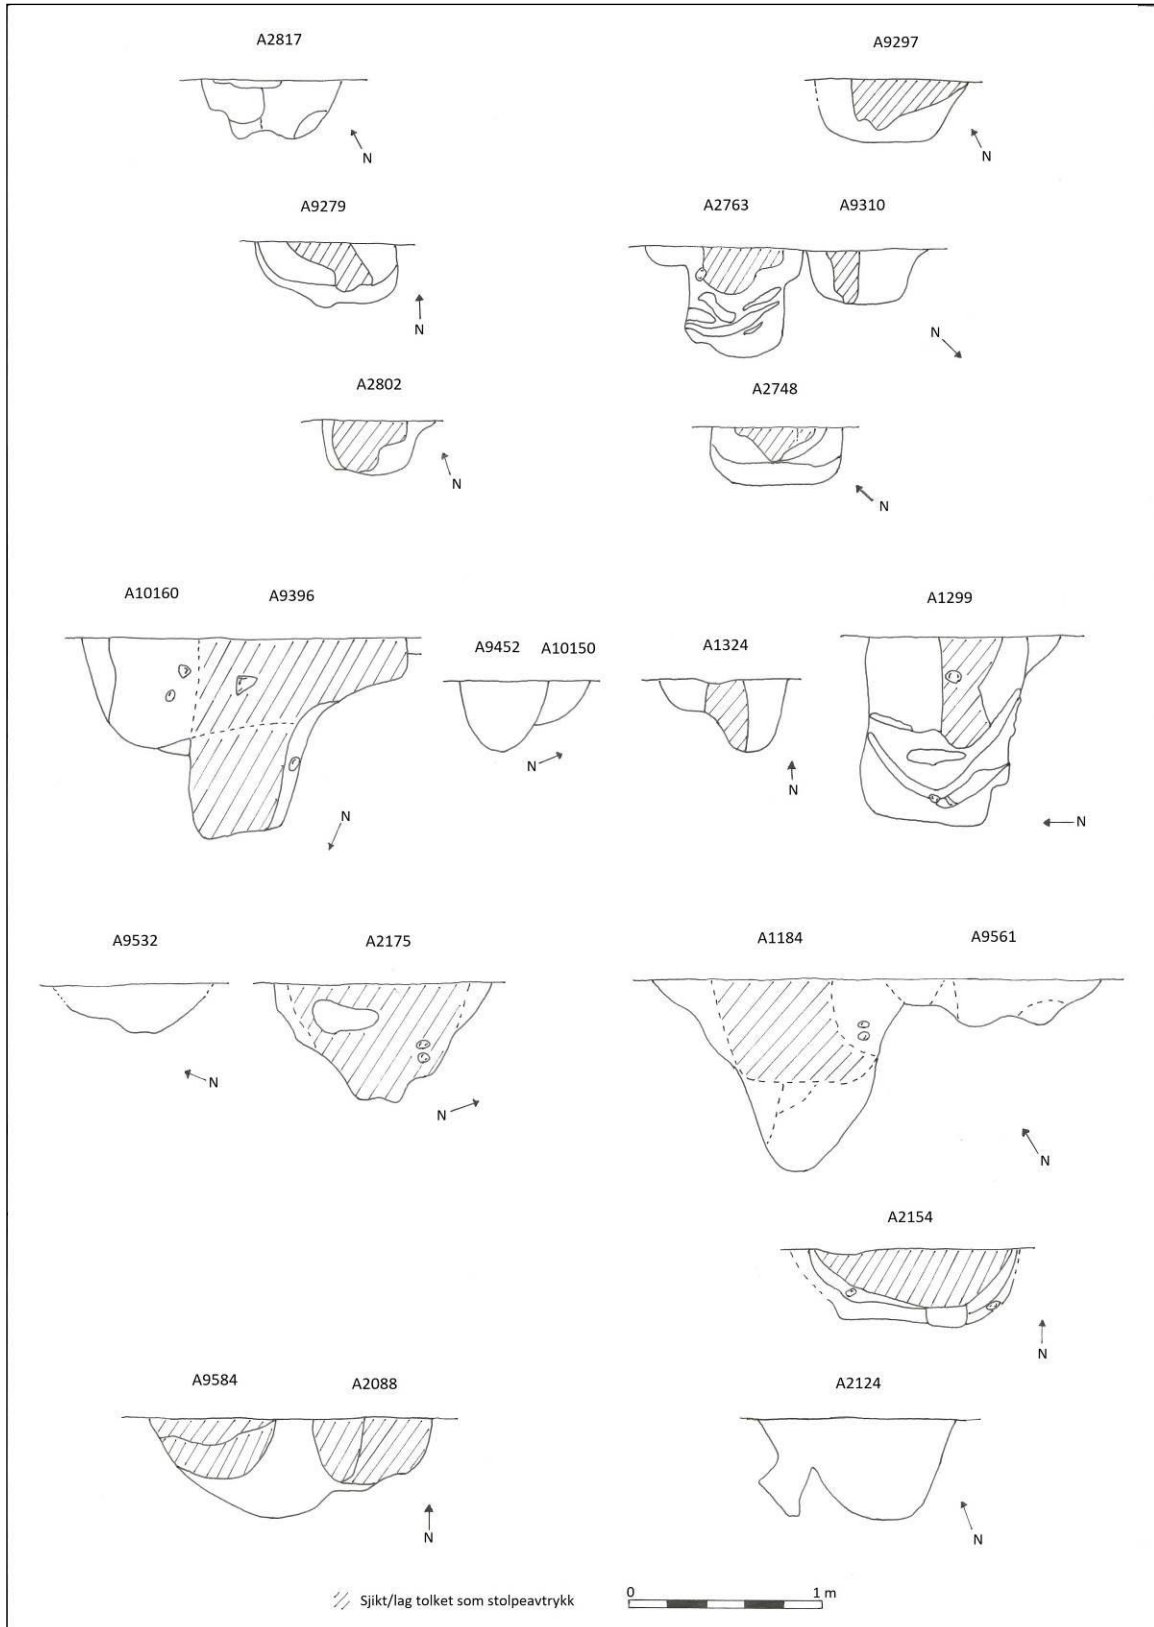 A2817
A9297
N
N
A9279
A2763 A9310
N
N
A2802
A2748
N
N
A10160 A9396
A9452 A10150
A1324
A1299
N
N
N
N
A9532
A2175
A1184
A9561
N
N
N
A2154
N
A9584
A2088
A2124
N
N
Sjikt/lag tolket som stolpeavtrykk
0 1 m